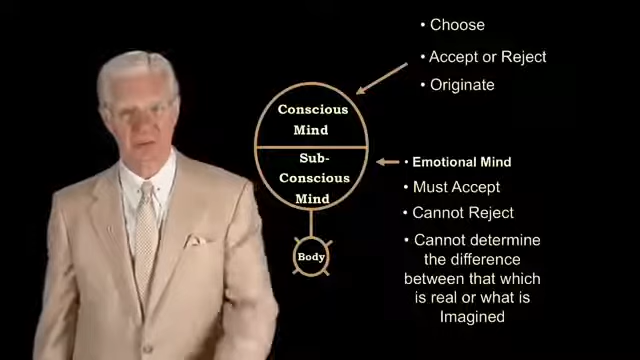 • Choose
• Accept or Reject
• Originate
Conscious
Mind
Sub-
Conscious
Mind
Body
• Emotional Mind
• Must Accept
• Cannot Reject
• Cannot determine
the difference
between that which
is real or what is
Imagined